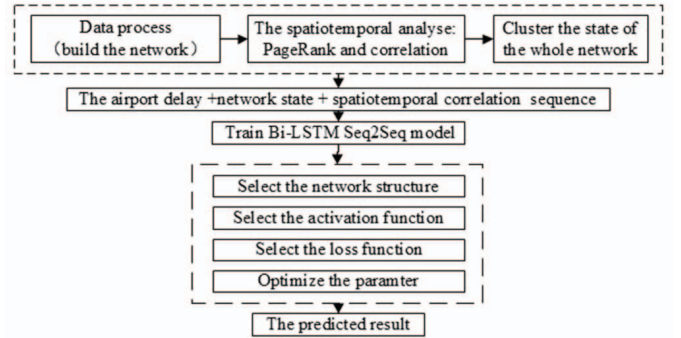 Data process
（build the network）
The spatiotemporal analyse:
PageRank and correlation
Cluster the state of
the whole network
The airport delay +network state + spatiotemporal correlation sequence
Train Bi-LSTM Seq2Seq model
Select the network structure
Select the activation function
Select the loss function
Optimize the paramter
The predicted result